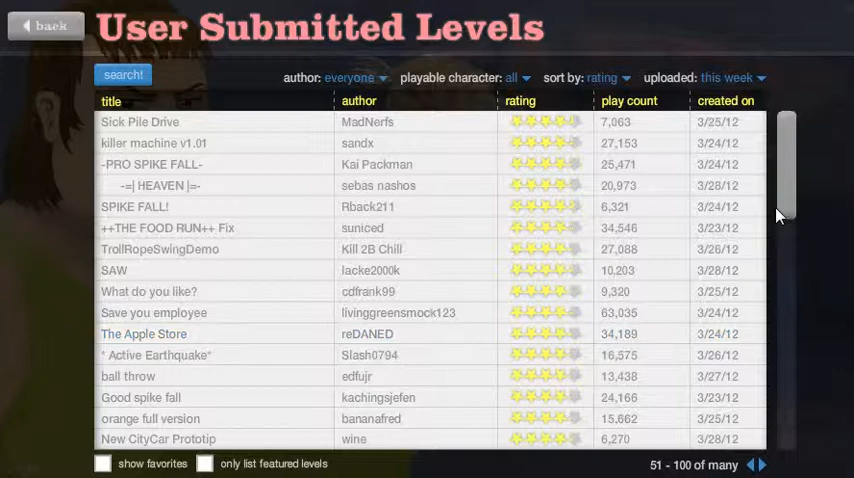 back
User Submitted Levels
search!
author: everyone playable character: all sort by: rating uploaded: this week
title author rating play count created on
Sick Pile Drive MadNerfs 7,063 3/25/12
killer machine v1.01 sandx 27,153 3/24/12
-PRO SPIKE FALL- Kai Packman 25,471 3/24/12
-=| HEAVEN |=- sebas nashos 20,973 3/28/12
SPIKE FALL! Rback211 6,321 3/24/12
++THE FOOD RUN++ Fix suniced 34,546 3/23/12
TrollRopeSwingDemo Kill 2B Chill 27,088 3/26/12
SAW lacke2000k 10,203 3/28/12
What do you like? cdfrank99 9,320 3/25/12
Save you employee livinggreensmock123 63,035 3/24/12
The Apple Store reDANED 34,189 3/24/12
* Active Earthquake* Slash0794 16,575 3/26/12
ball throw edfujr 13,438 3/27/12
Good spike fall kachingsjefen 24,166 3/23/12
orange full version bananafred 15,662 3/25/12
New CityCar Prototip wine 6,270 3/28/12
show favorites only list featured levels 51 - 100 of many